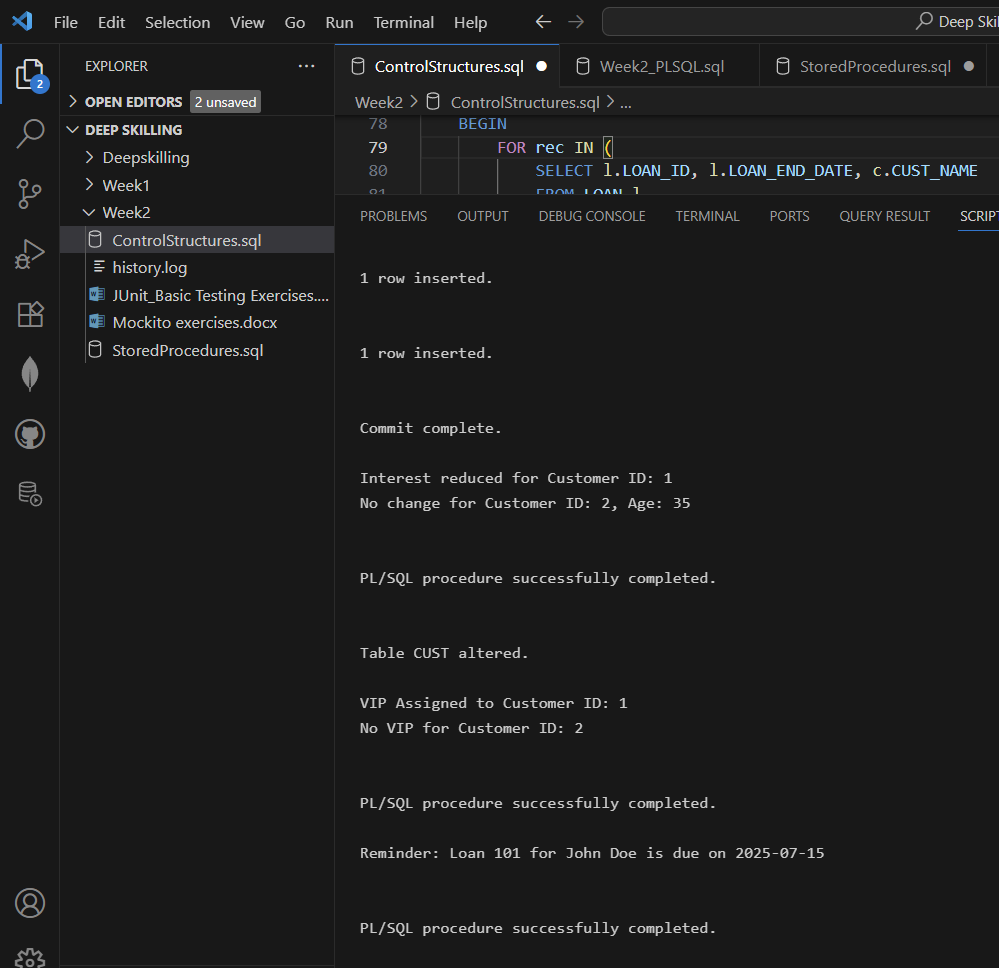 File Edit Selection View Go Run Terminal Help
Deep Skil
EXPLORER
OPEN EDITORS 2 unsaved
DEEP SKILLING
Deepskilling
Week1
Week2
ControlStructures.sql
history.log
JUnit_Basic Testing Exercises....
Mockito exercises.docx
StoredProcedures.sql
2
ControlStructures.sql Week2_PLSQL.sql StoredProcedures.sql
Week2 > ControlStructures.sql > ...
78 BEGIN
79 FOR rec IN (
80 SELECT l.LOAN_ID, l.LOAN_END_DATE, c.CUST_NAME
81 FROM LOAN l
PROBLEMS OUTPUT DEBUG CONSOLE TERMINAL PORTS QUERY RESULT SCRIPT
1 row inserted.
1 row inserted.
Commit complete.
Interest reduced for Customer ID: 1
No change for Customer ID: 2, Age: 35
PL/SQL procedure successfully completed.
Table CUST altered.
VIP Assigned to Customer ID: 1
No VIP for Customer ID: 2
PL/SQL procedure successfully completed.
Reminder: Loan 101 for John Doe is due on 2025-07-15
PL/SQL procedure successfully completed.